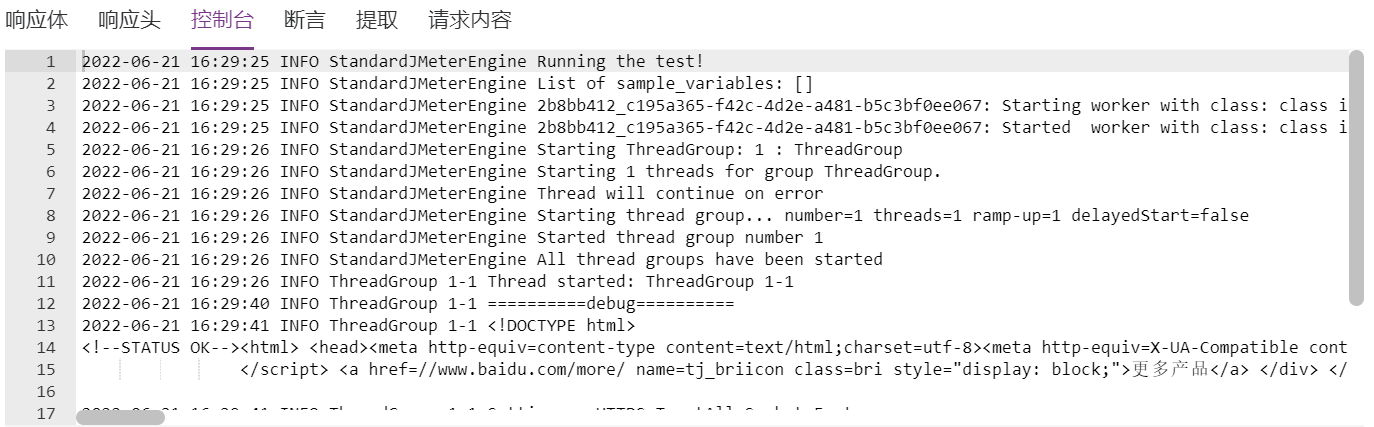 响应体 响应头 控制台 断言 提取 请求内容
1 2022-06-21 16:29:25 INFO StandardJMeterEngine Running the test!
2 2022-06-21 16:29:25 INFO StandardJMeterEngine List of sample_variables: []
3 2022-06-21 16:29:25 INFO StandardJMeterEngine 2b8bb412_c195a365-f42c-4d2e-a481-b5c3bf0ee067: Starting worker with class: class i
4 2022-06-21 16:29:25 INFO StandardJMeterEngine 2b8bb412_c195a365-f42c-4d2e-a481-b5c3bf0ee067: Started  worker with class: class i
5 2022-06-21 16:29:26 INFO StandardJMeterEngine Starting ThreadGroup: 1 : ThreadGroup
6 2022-06-21 16:29:26 INFO StandardJMeterEngine Starting 1 threads for group ThreadGroup.
7 2022-06-21 16:29:26 INFO StandardJMeterEngine Thread will continue on error
8 2022-06-21 16:29:26 INFO StandardJMeterEngine Starting thread group... number=1 threads=1 ramp-up=1 delayedStart=false
9 2022-06-21 16:29:26 INFO StandardJMeterEngine Started thread group number 1
10 2022-06-21 16:29:26 INFO StandardJMeterEngine All thread groups have been started
11 2022-06-21 16:29:26 INFO ThreadGroup 1-1 Thread started: ThreadGroup 1-1
12 2022-06-21 16:29:40 INFO ThreadGroup 1-1 ==========debug==========
13 2022-06-21 16:29:41 INFO ThreadGroup 1-1 <!DOCTYPE html>
14 <!--STATUS OK--><html> <head><meta http-equiv=content-type content=text/html;charset=utf-8><meta http-equiv=X-UA-Compatible cont
15 </script> <a href=//www.baidu.com/more/ name=tj_briicon class=bri style="display: block;">更多产品</a> </div> </
16
17